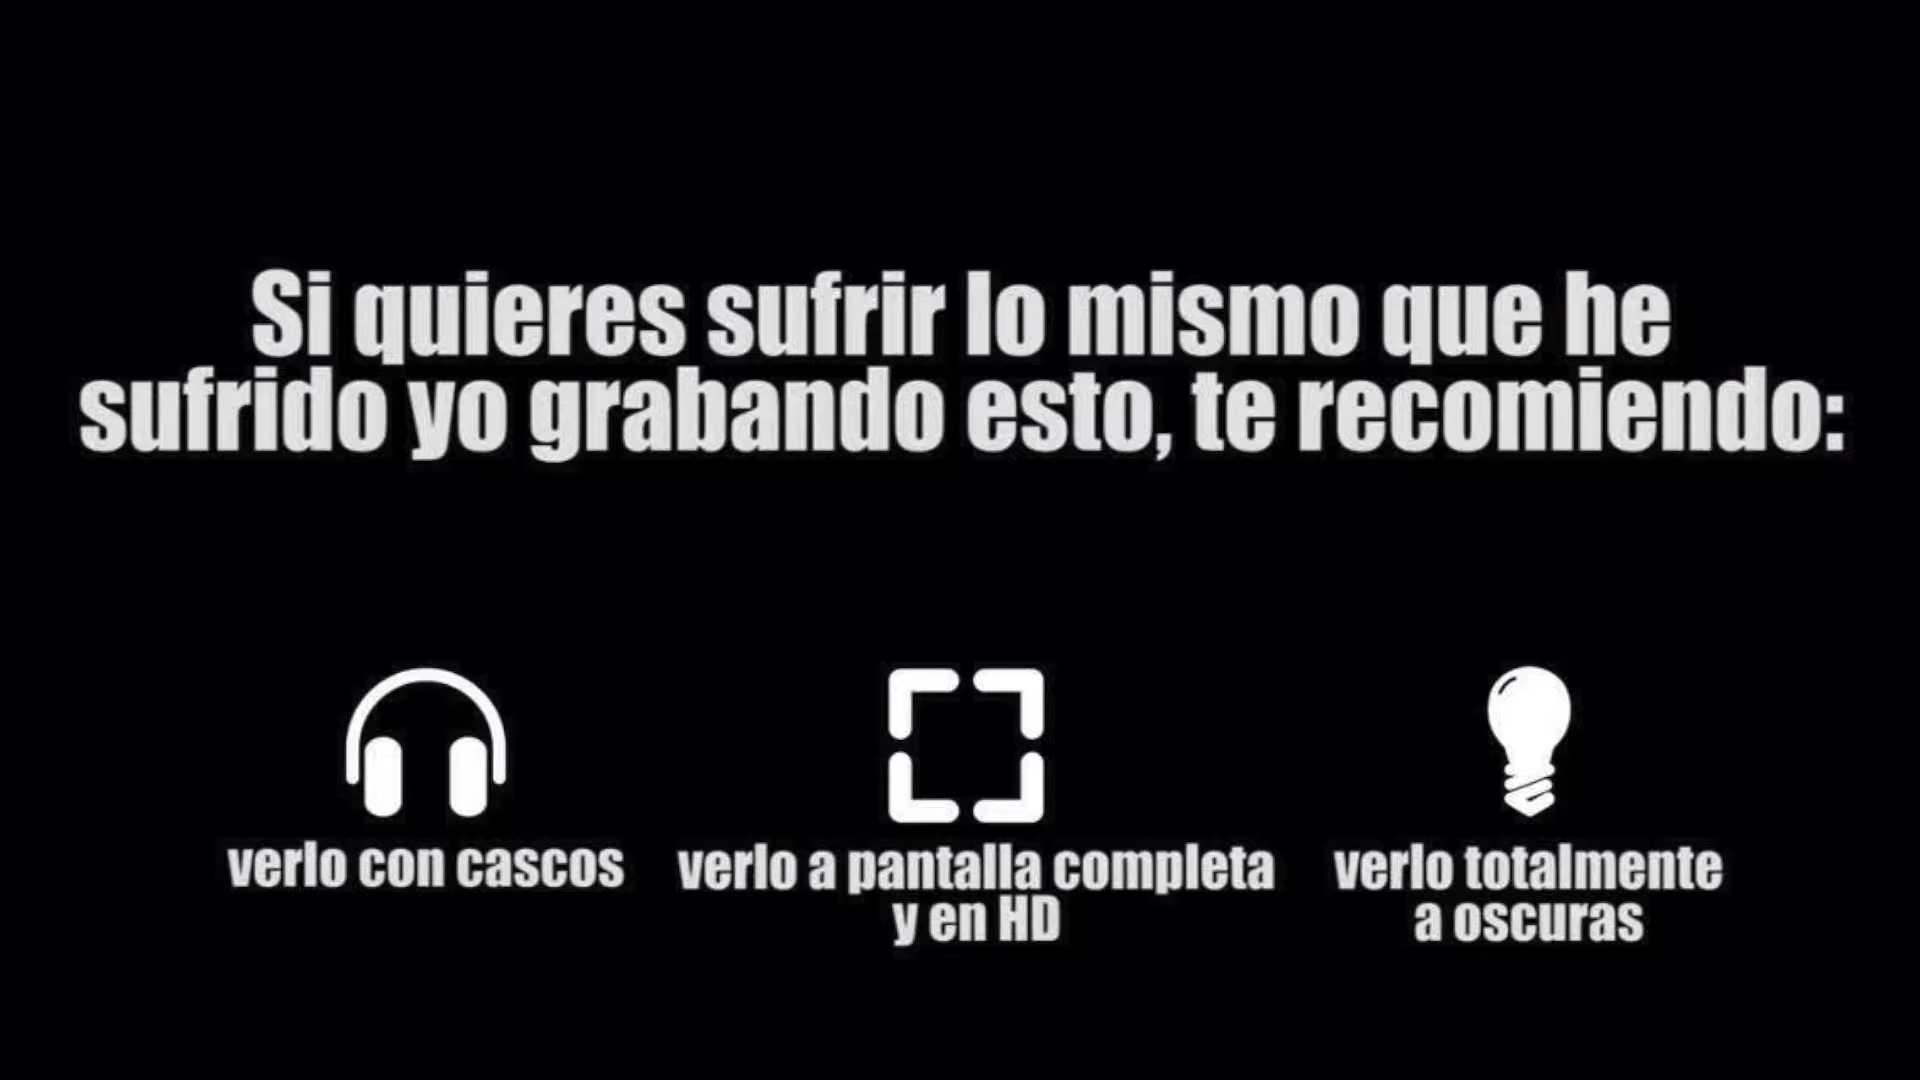 Si quieres sufrir lo mismo que he
sufrido yo grabando esto, te recomiendo:
verlo con cascos
verlo a pantalla completa
y en HD
verlo totalmente
a oscuras